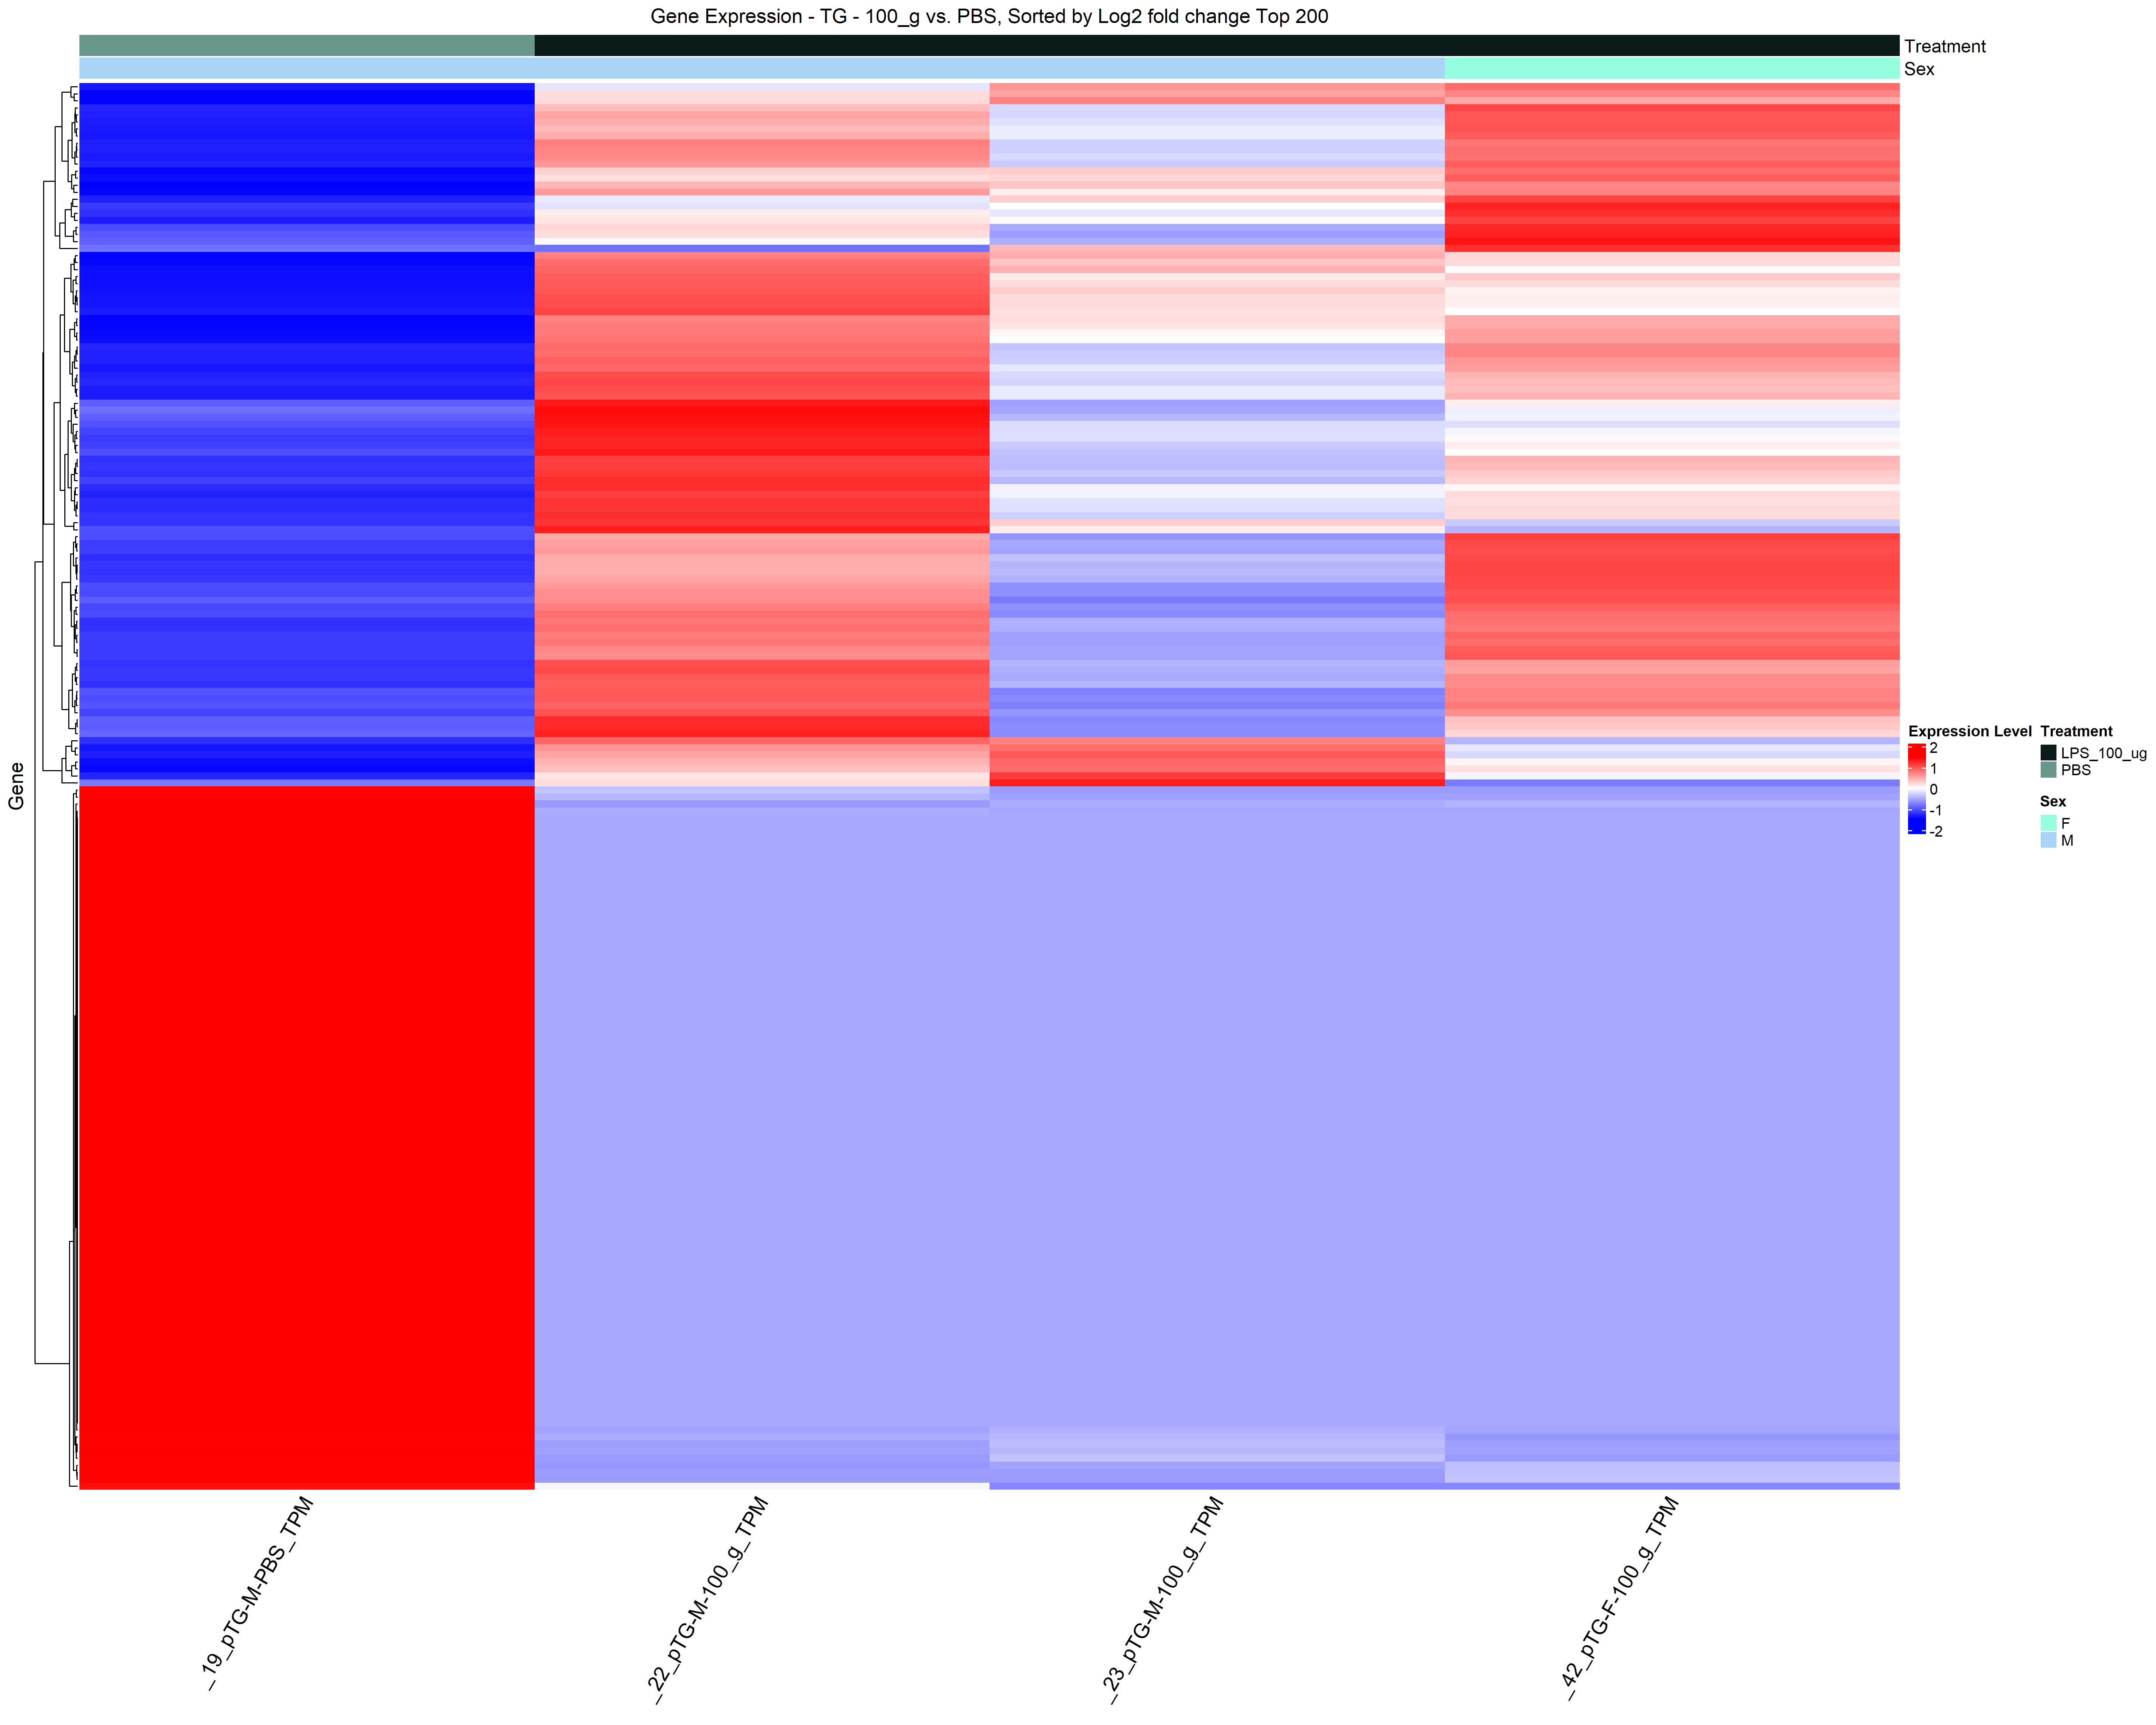 Gene Expression - TG - 100_g vs. PBS, Sorted by Log2 fold change Top 200
Treatment
Sex
Gene
Expression Level
2
1
0
-1
-2
Treatment
LPS_100_ug
PBS
Sex
F
M
_19_pTG-M-PBS_TPM
_22_pTG-M-100_g_TPM
_23_pTG-M-100_g_TPM
_42_pTG-F-100_g_TPM